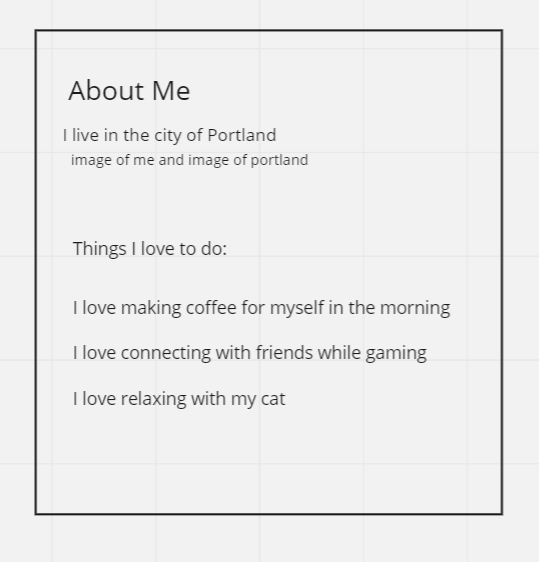 About Me
I live in the city of Portland
image of me and image of portland
Things I love to do:
I love making coffee for myself in the morning
I love connecting with friends while gaming
I love relaxing with my cat